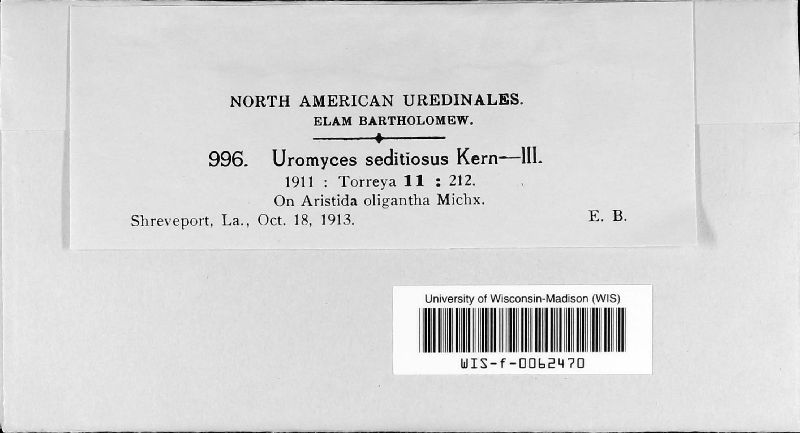 NORTH AMERICAN UREDINALES.
ELAM BARTHOLOMEW.
996. Uromyces seditiosus Kern—III.
1911 : Torreya 11 : 212.
On Aristida oligantha Michx.
Shreveport, La., Oct. 18, 1913. E. B.
University of Wisconsin-Madison (WIS)
WIS-f-0062470